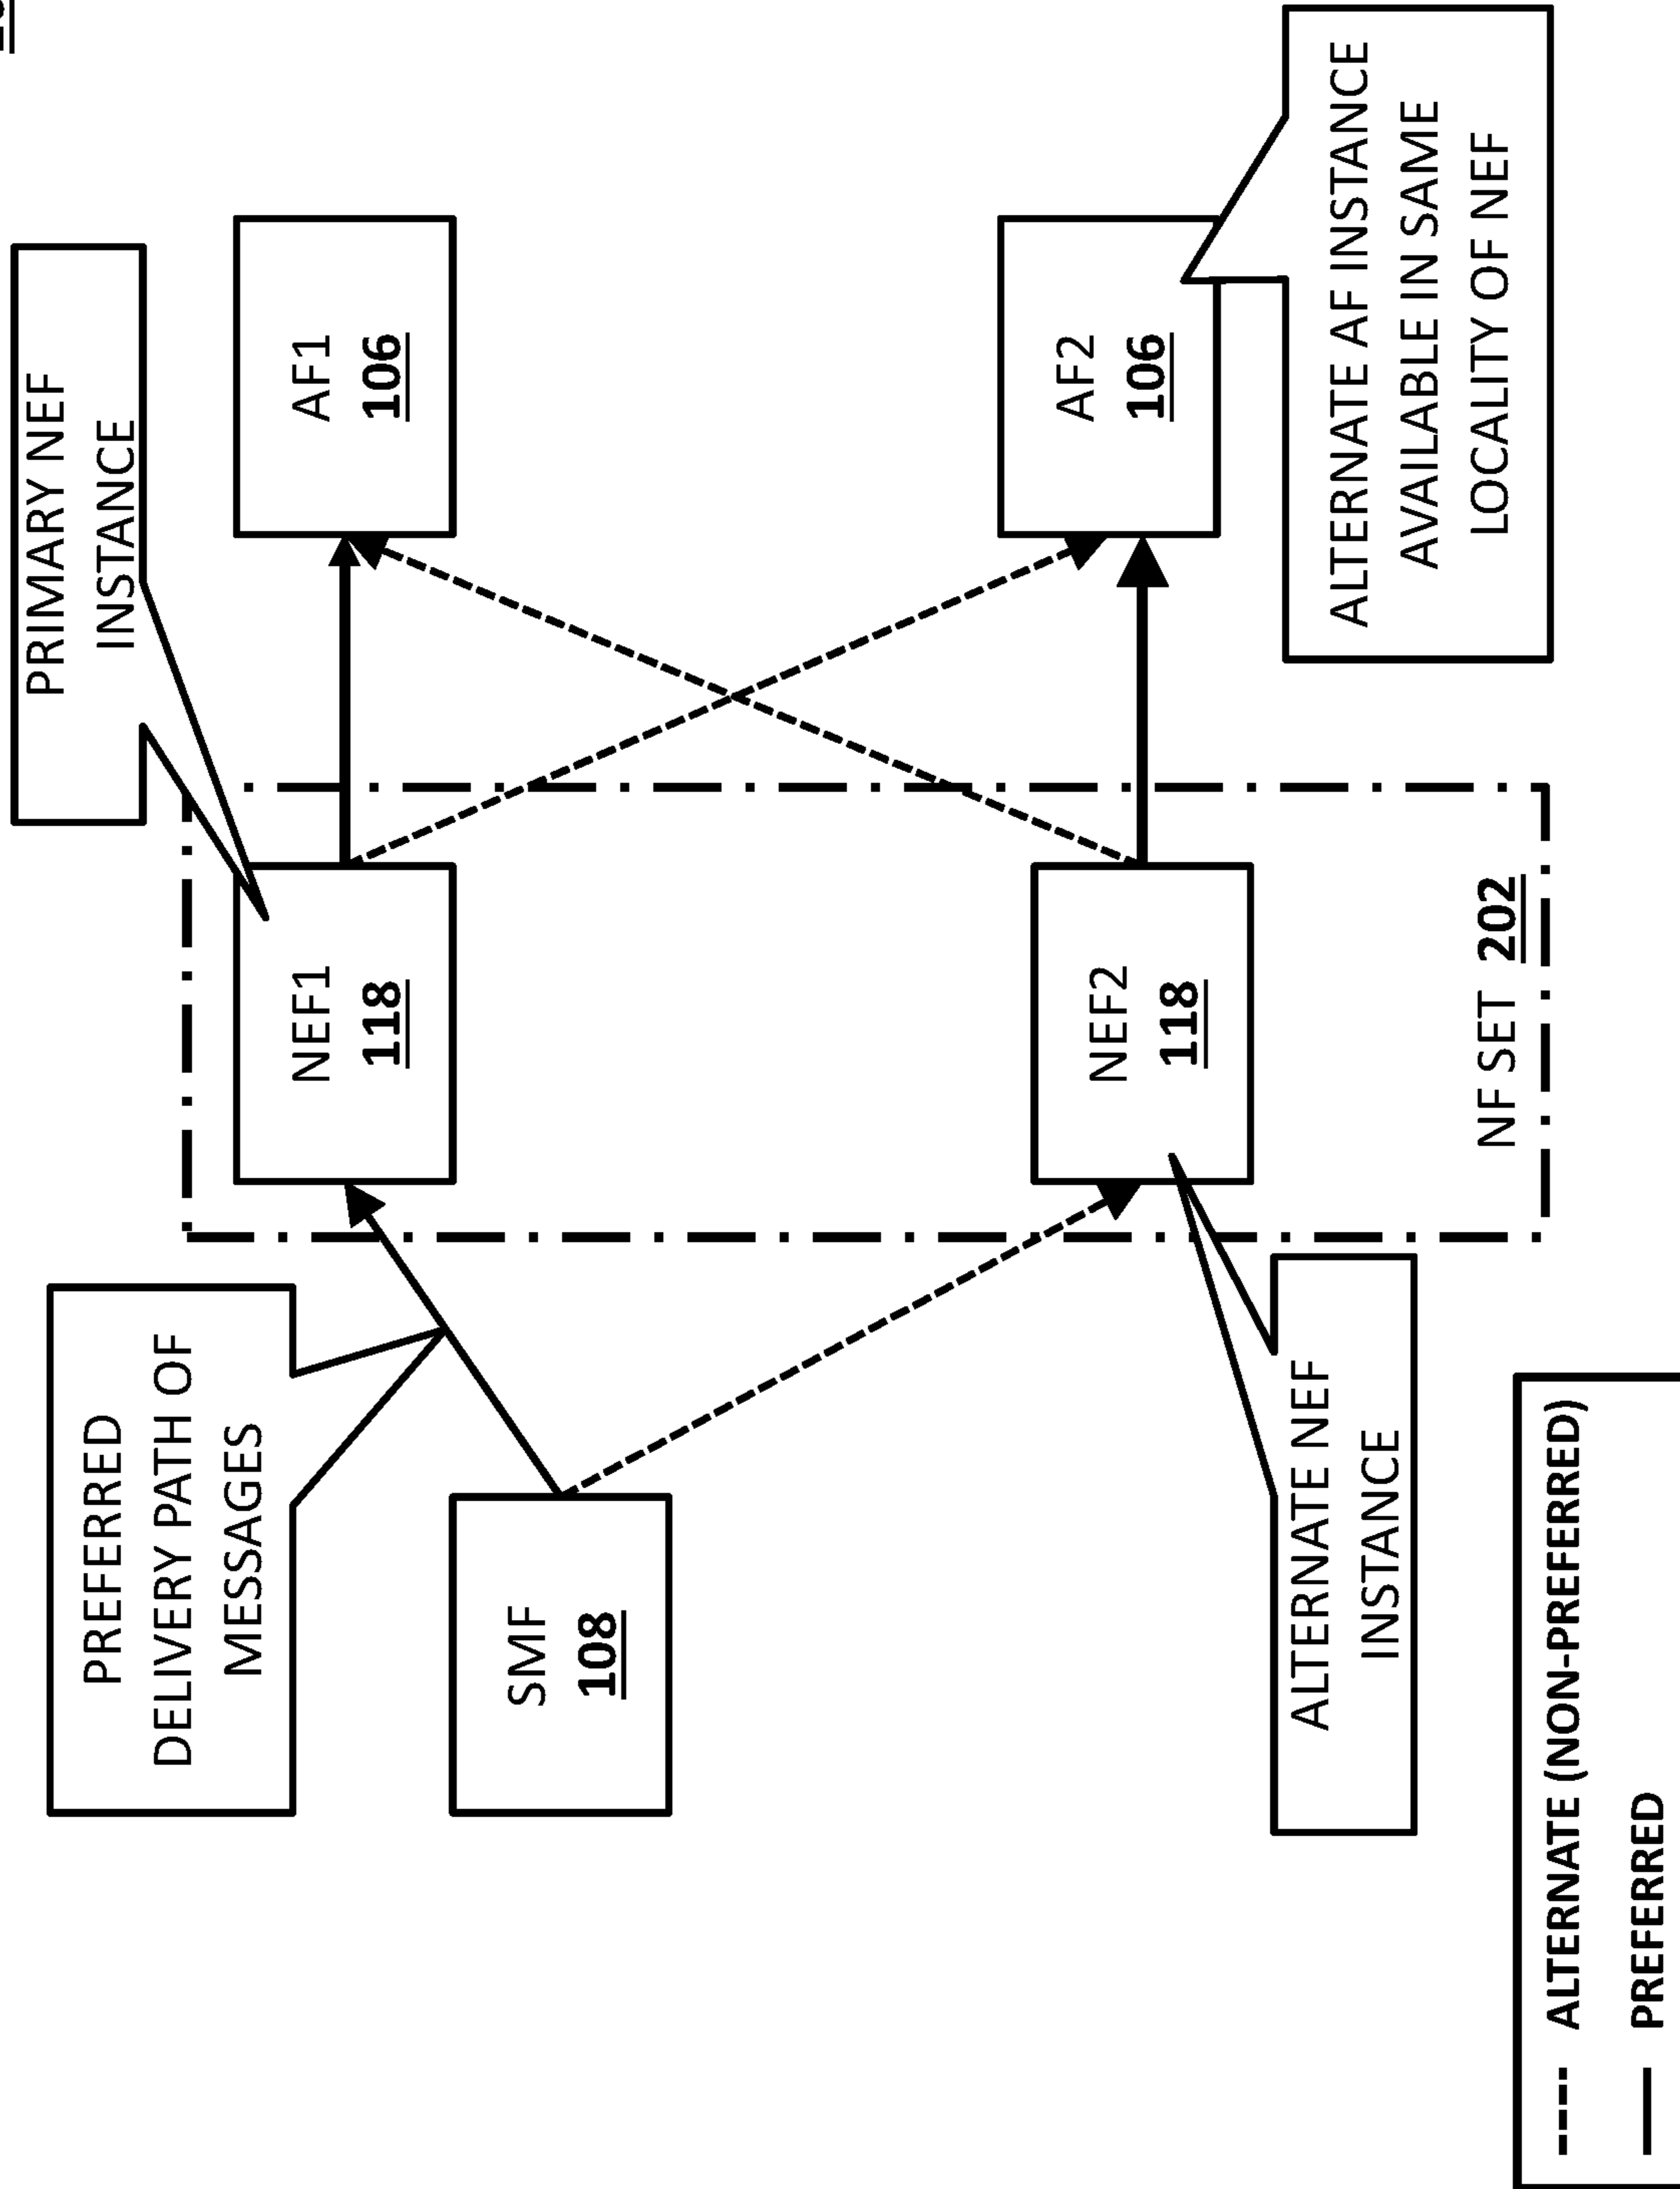 PRIMARY NEF
INSTANCE
PREFERRED
DELIVERY PATH OF
MESSAGES
SMF
108
NEF1
118
AF1
106
NEF2
118
AF2
106
NF SET 202
ALTERNATE NEF
INSTANCE
ALTERNATE AF INSTANCE
AVAILABLE IN SAME
LOCALITY OF NEF
ALTERNATE (NON-PREFERRED)
PREFERRED